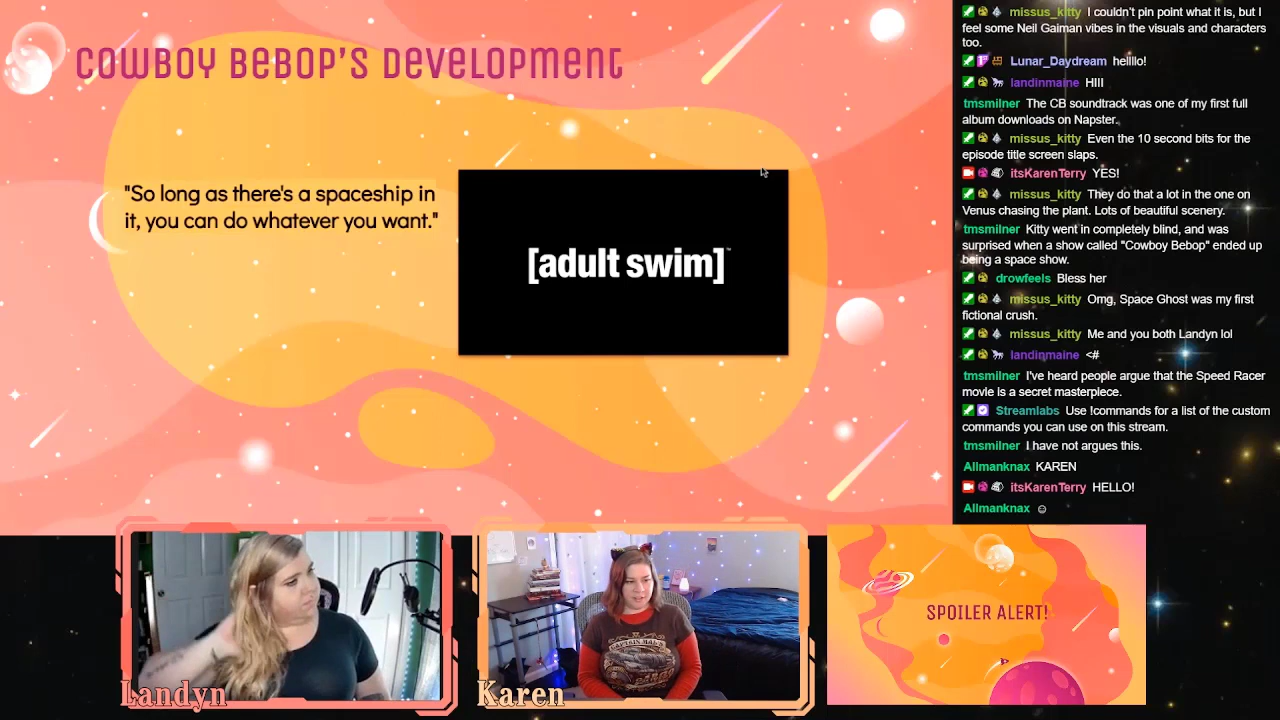 COWBOY BEBOP'S DEVELOPMENT
"So long as there's a spaceship in
it, you can do whatever you want."
[adult swim]™
missus_kitty I couldn't pin point what it is, but I
feel some Neil Gaiman vibes in the visuals and characters
too.
Lunar_Daydream helllo!
landinmaine HIII
tmsmilner The CB soundtrack was one of my first full
album downloads on Napster.
missus_kitty Even the 10 second bits for the
episode title screen slaps.
itsKarenTerry YES!
missus_kitty They do that a lot in the one on
Venus chasing the plant. Lots of beautiful scenery.
tmsmilner Kitty went in completely blind, and was
surprised when a show called "Cowboy Bebop" ended up
being a space show.
drowfeels Bless her
missus_kitty Omg, Space Ghost was my first
fictional crush.
missus_kitty Me and you both Landyn lol
landinmaine <#
tmsmilner I've heard people argue that the Speed Racer
movie is a secret masterpiece.
Streamlabs Use !commands for a list of the custom
commands you can use on this stream.
tmsmilner I have not argues this.
Allmanknax KAREN
itsKarenTerry HELLO!
Allmanknax ☺
Landyn
Karen
SPOILER ALERT!